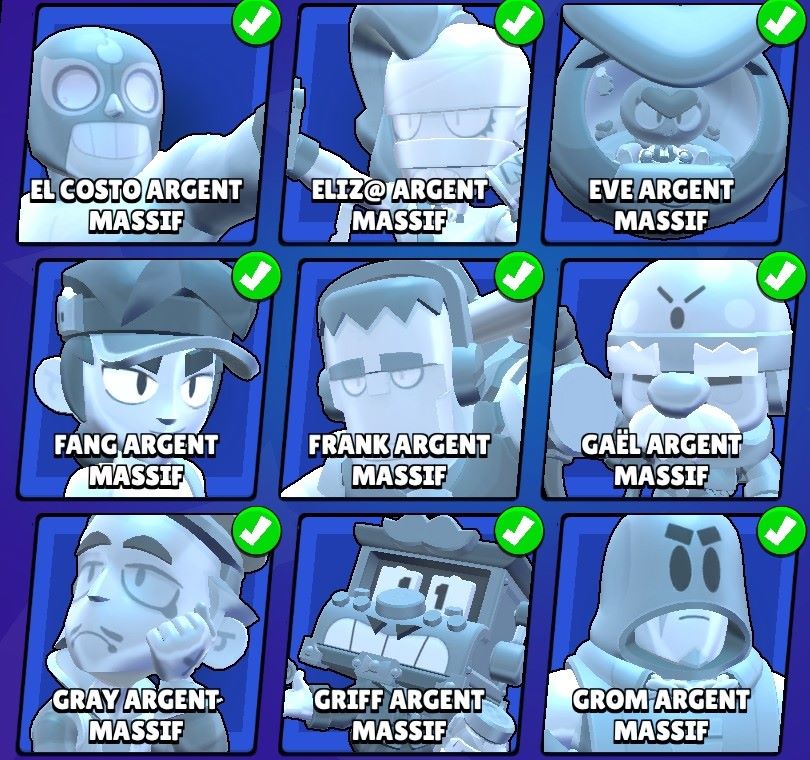 EL COSTO ARGENT
MASSIF
ELIZ@ ARGENT
MASSIF
EVE ARGENT
MASSIF
FANG ARGENT
MASSIF
FRANK ARGENT
MASSIF
GAËL ARGENT
MASSIF
GRAY ARGENT
MASSIF
GRIFF ARGENT
MASSIF
GROM ARGENT
MASSIF